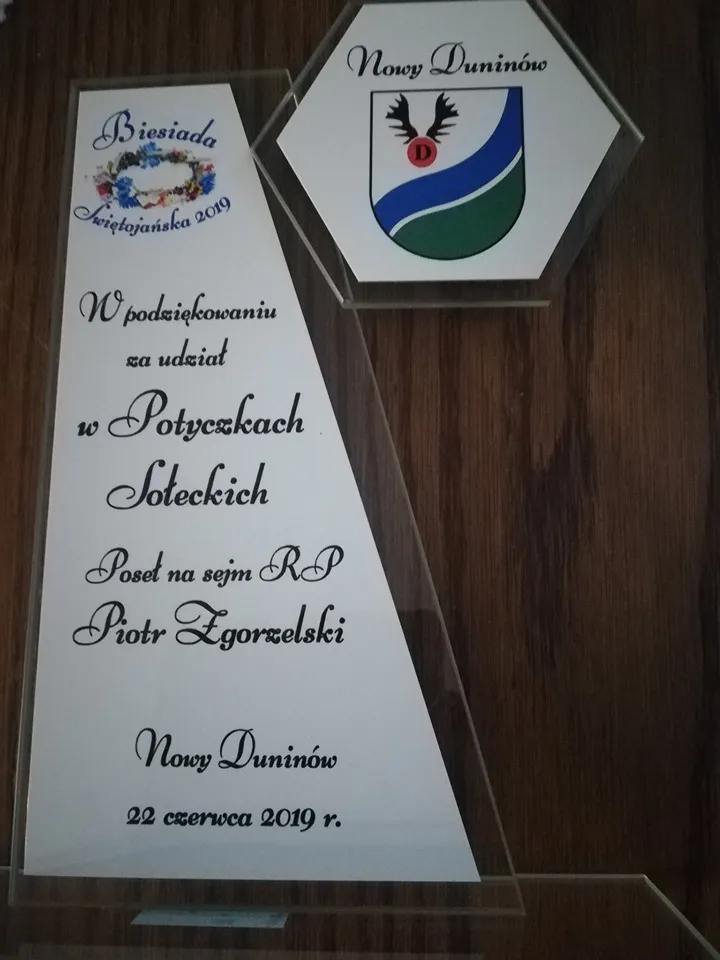 Nowy Duninów
D
Biesiada
Świętojańska 2019
W podziękowaniu
za udział
w Potyczkach
Sołeckich
Poseł na sejm RP
Piotr Zgorzelski
Nowy Duninów
22 czerwca 2019 r.